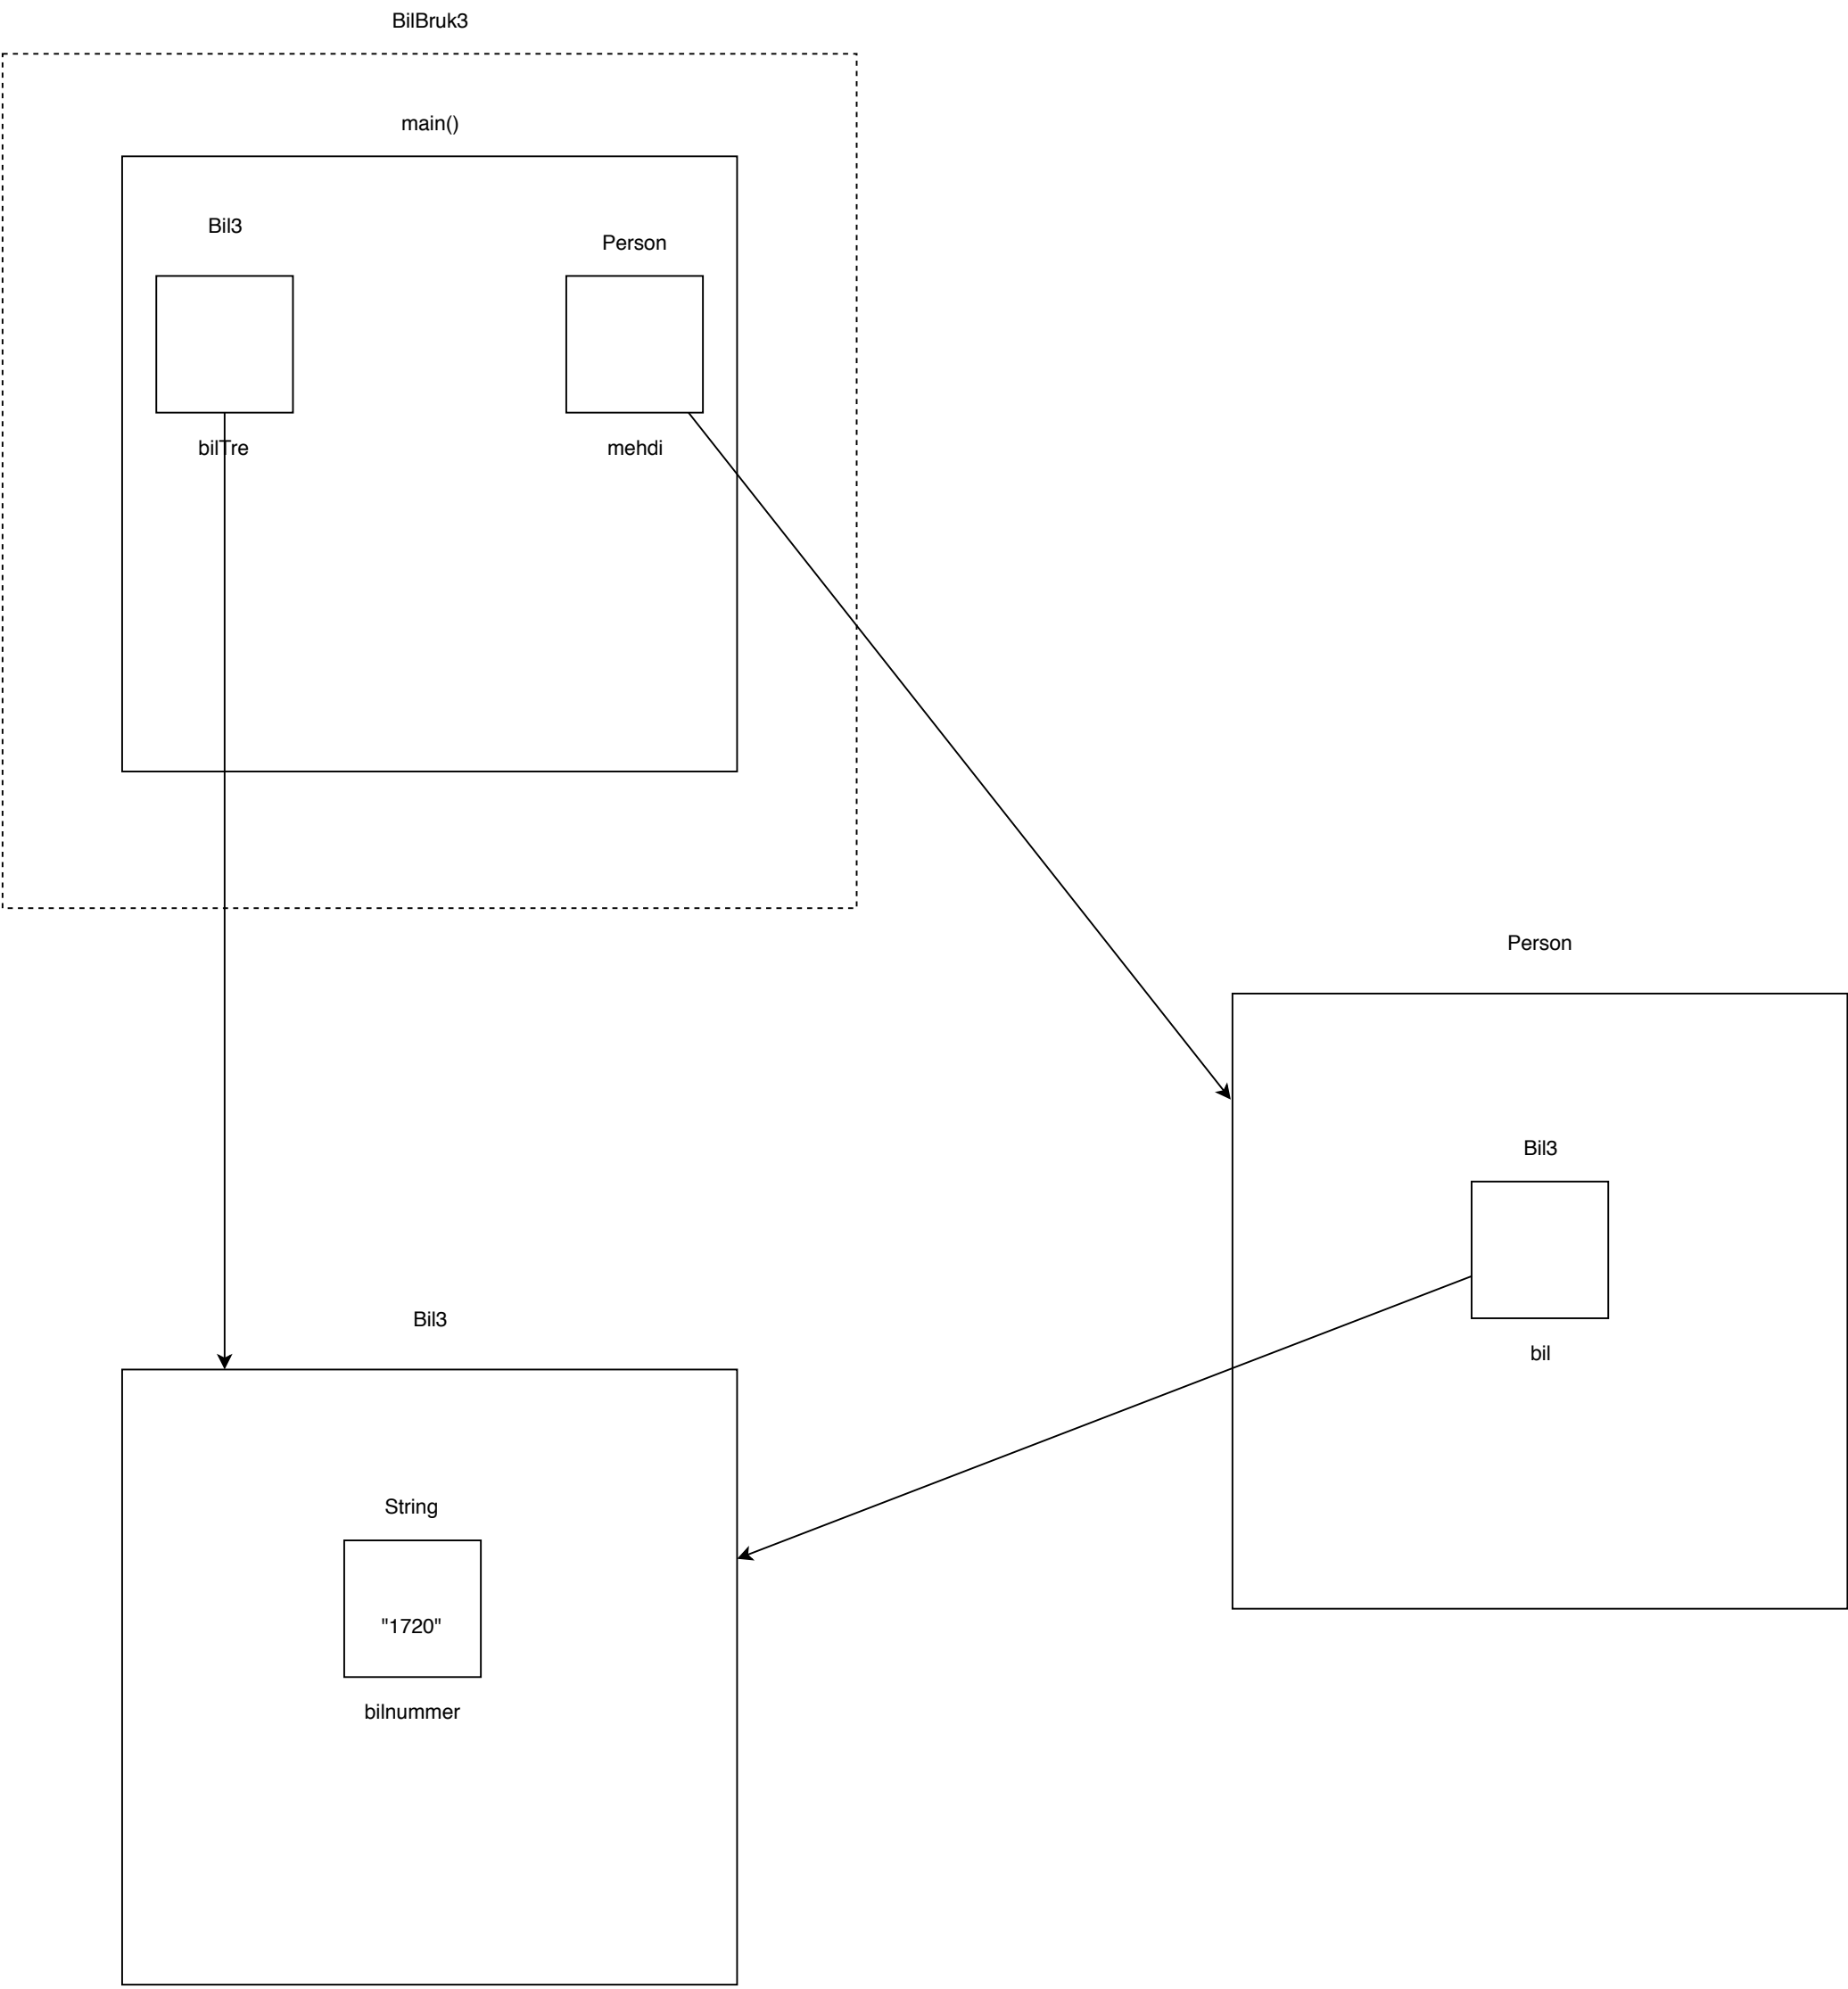 BilBruk3
main()
Bil3
Person
bilTre
mehdi
Person
Bil3
bil
Bil3
String
"1720"
bilnummer